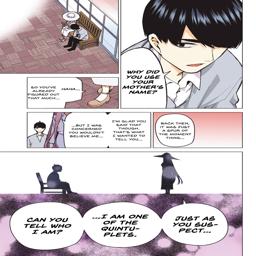 WHY DID
YOU USE
YOUR
MOTHER'S
NAME?
HAHA...
SO YOU'VE
ALREADY
FIGURED OUT
THAT MUCH...
BACK THEN,
IT WAS JUST
A SPUR OF
THE MOMENT
THING.
I'M GLAD YOU
SAID THAT
THOUGH.
THAT'S WHAT
I WANTED TO
TELL YOU.
...BUT I WAS
CONCERNED
YOU WOULDN'T
BELIEVE ME...
JUST AS
YOU SUS-
PECT...
...I AM ONE
OF THE
QUINTU-
PLETS.
CAN YOU
TELL WHO
I AM?